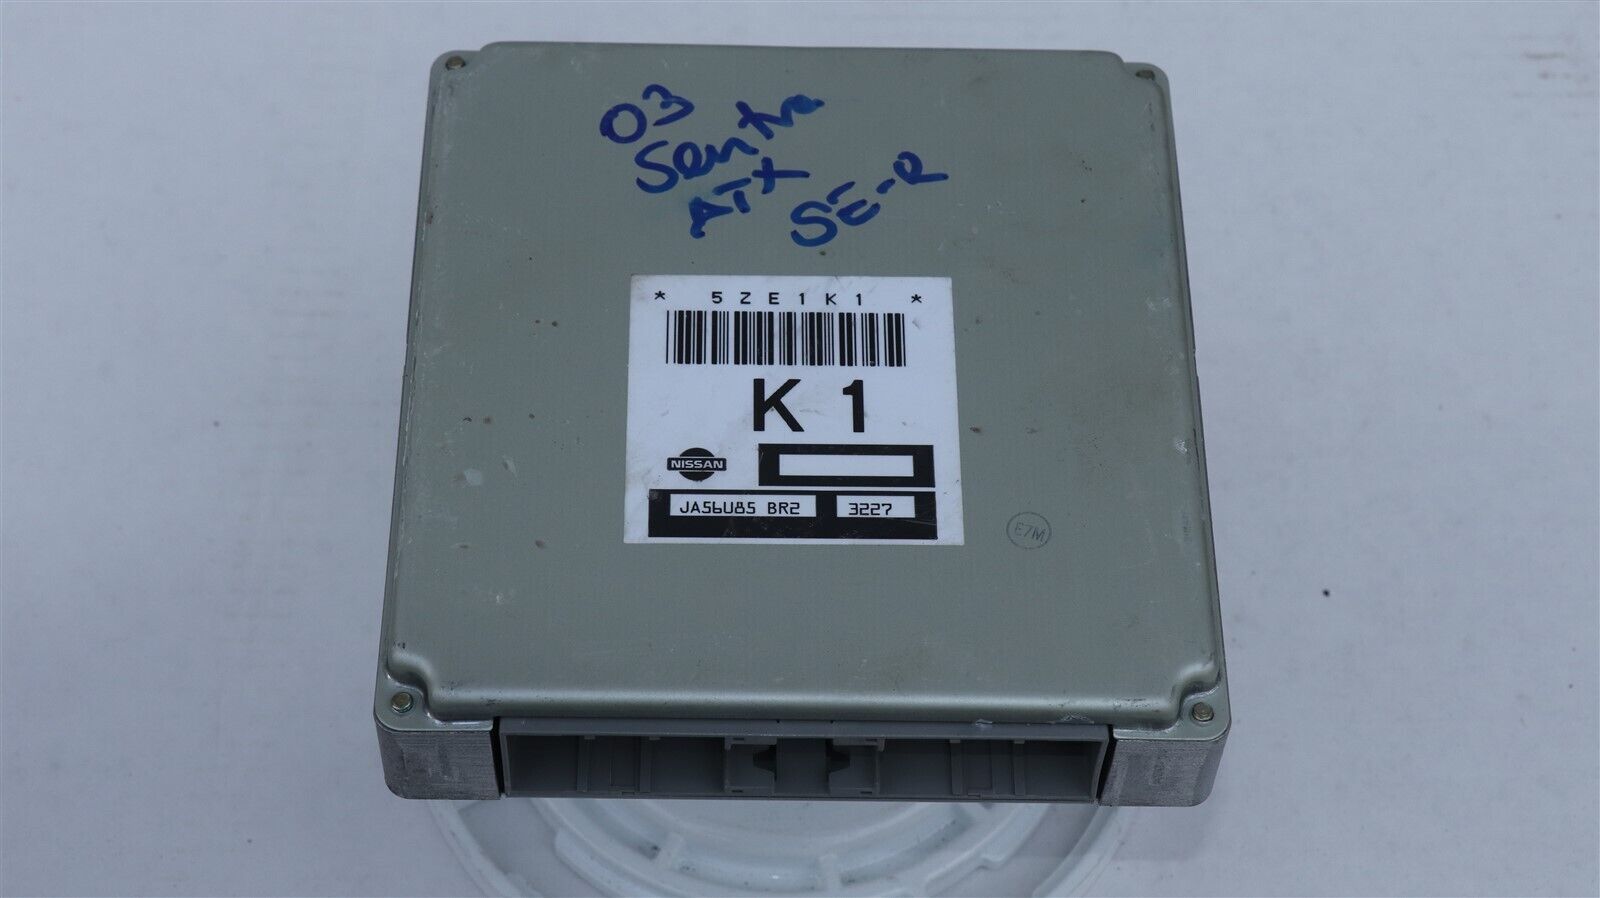 03
Sentra
ATX
SE-R
* 5ZE1K1 *
K1
NISSAN
JA56U85 BR2 3227
E7M